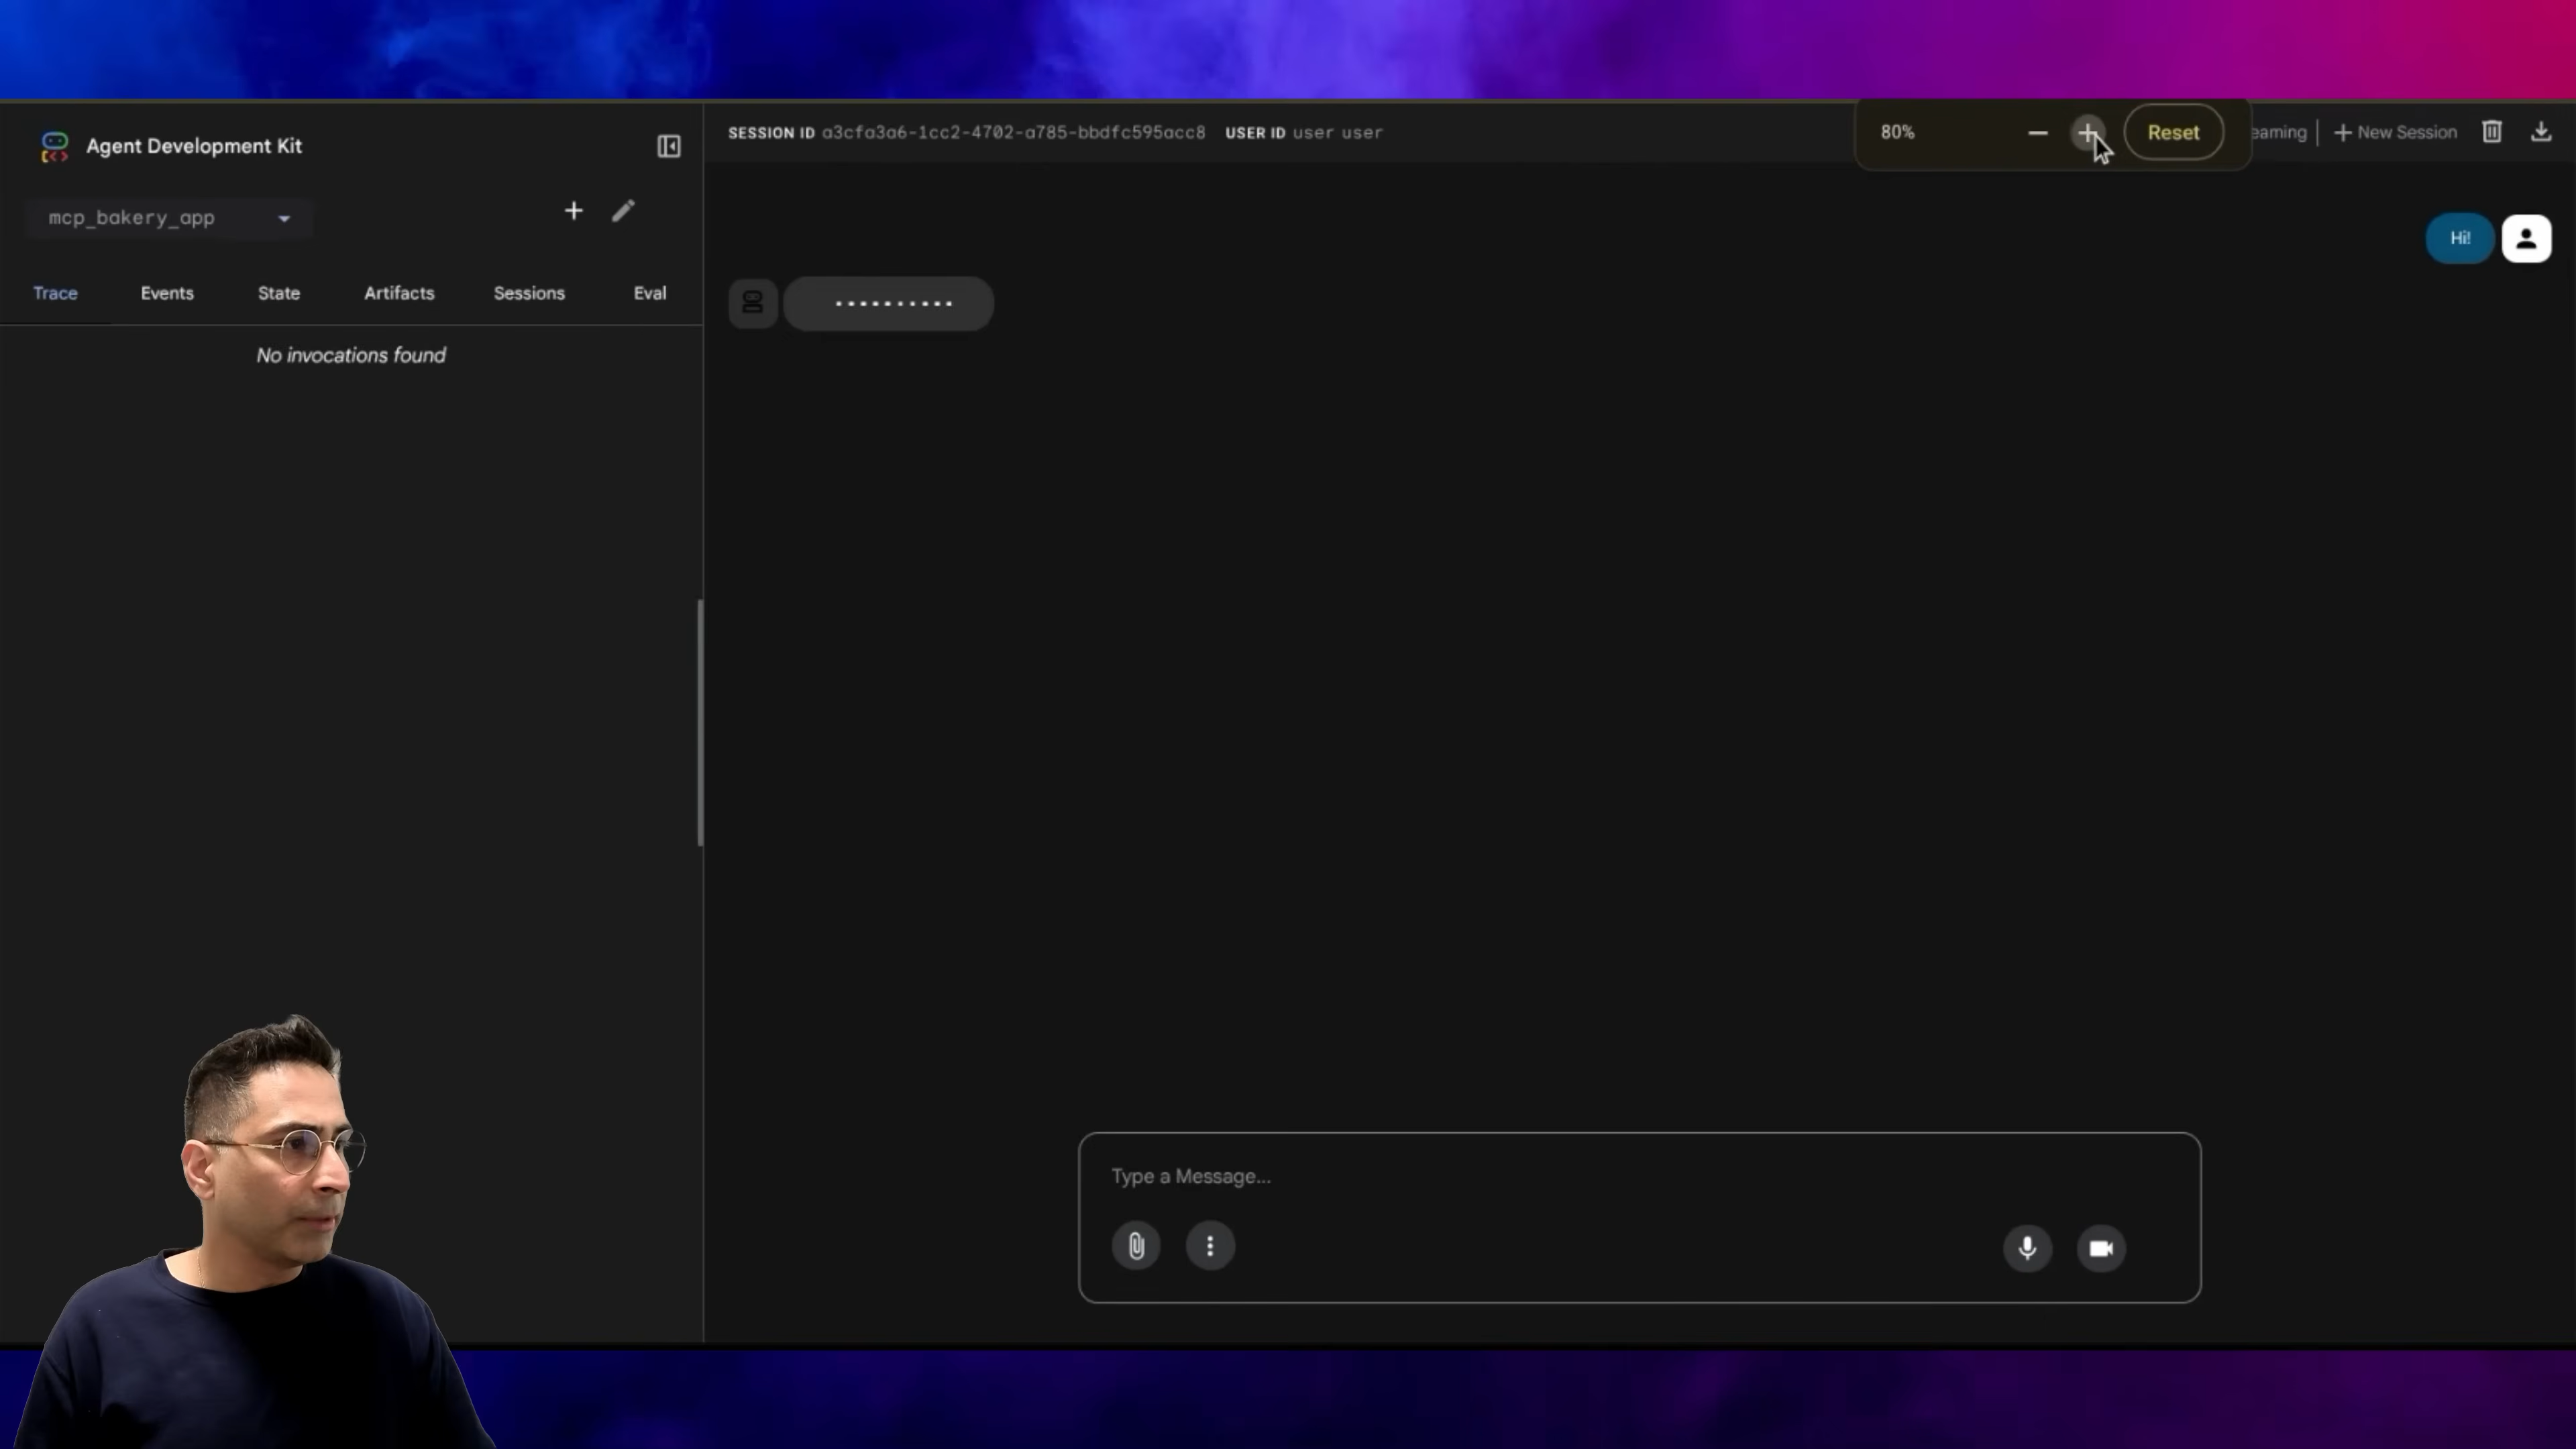 Agent Development Kit
SESSION ID a3cfa3a6-1cc2-4702-a785-bbdfc595acc8 USER ID user user
80% Reset eaming New Session
mcp_bakery_app
Hi!
Trace Events State Artifacts Sessions Eval
No invocations found
Type a Message...